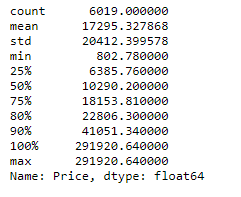 count 6019.000000
mean 17295.327868
std 20412.399578
min 802.780000
25% 6385.760000
50% 10290.200000
75% 18153.810000
80% 22806.300000
90% 41051.340000
100% 291920.640000
max 291920.640000
Name: Price, dtype: float64